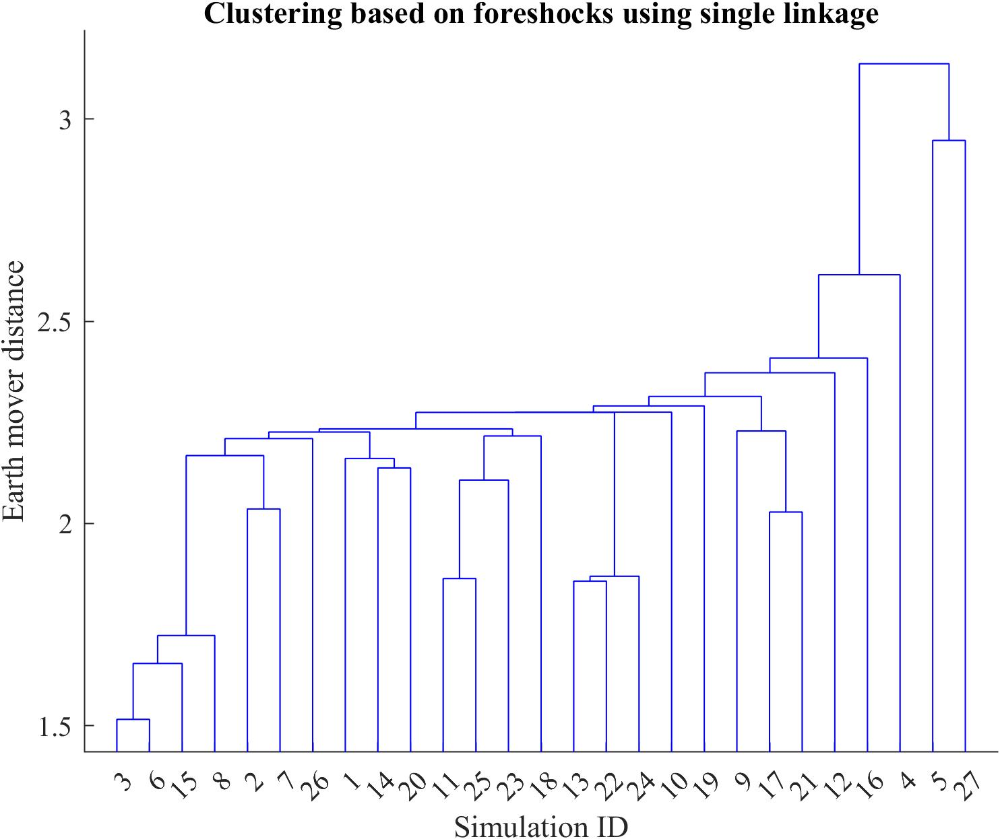 Clustering based on foreshocks using single linkage
Earth mover distance
3
2.5
2
1.5
3 6 15 8 2 7 26 1 14 20 11 25 23 18 13 22 24 10 19 9 17 21 12 16 4 5 27
Simulation ID